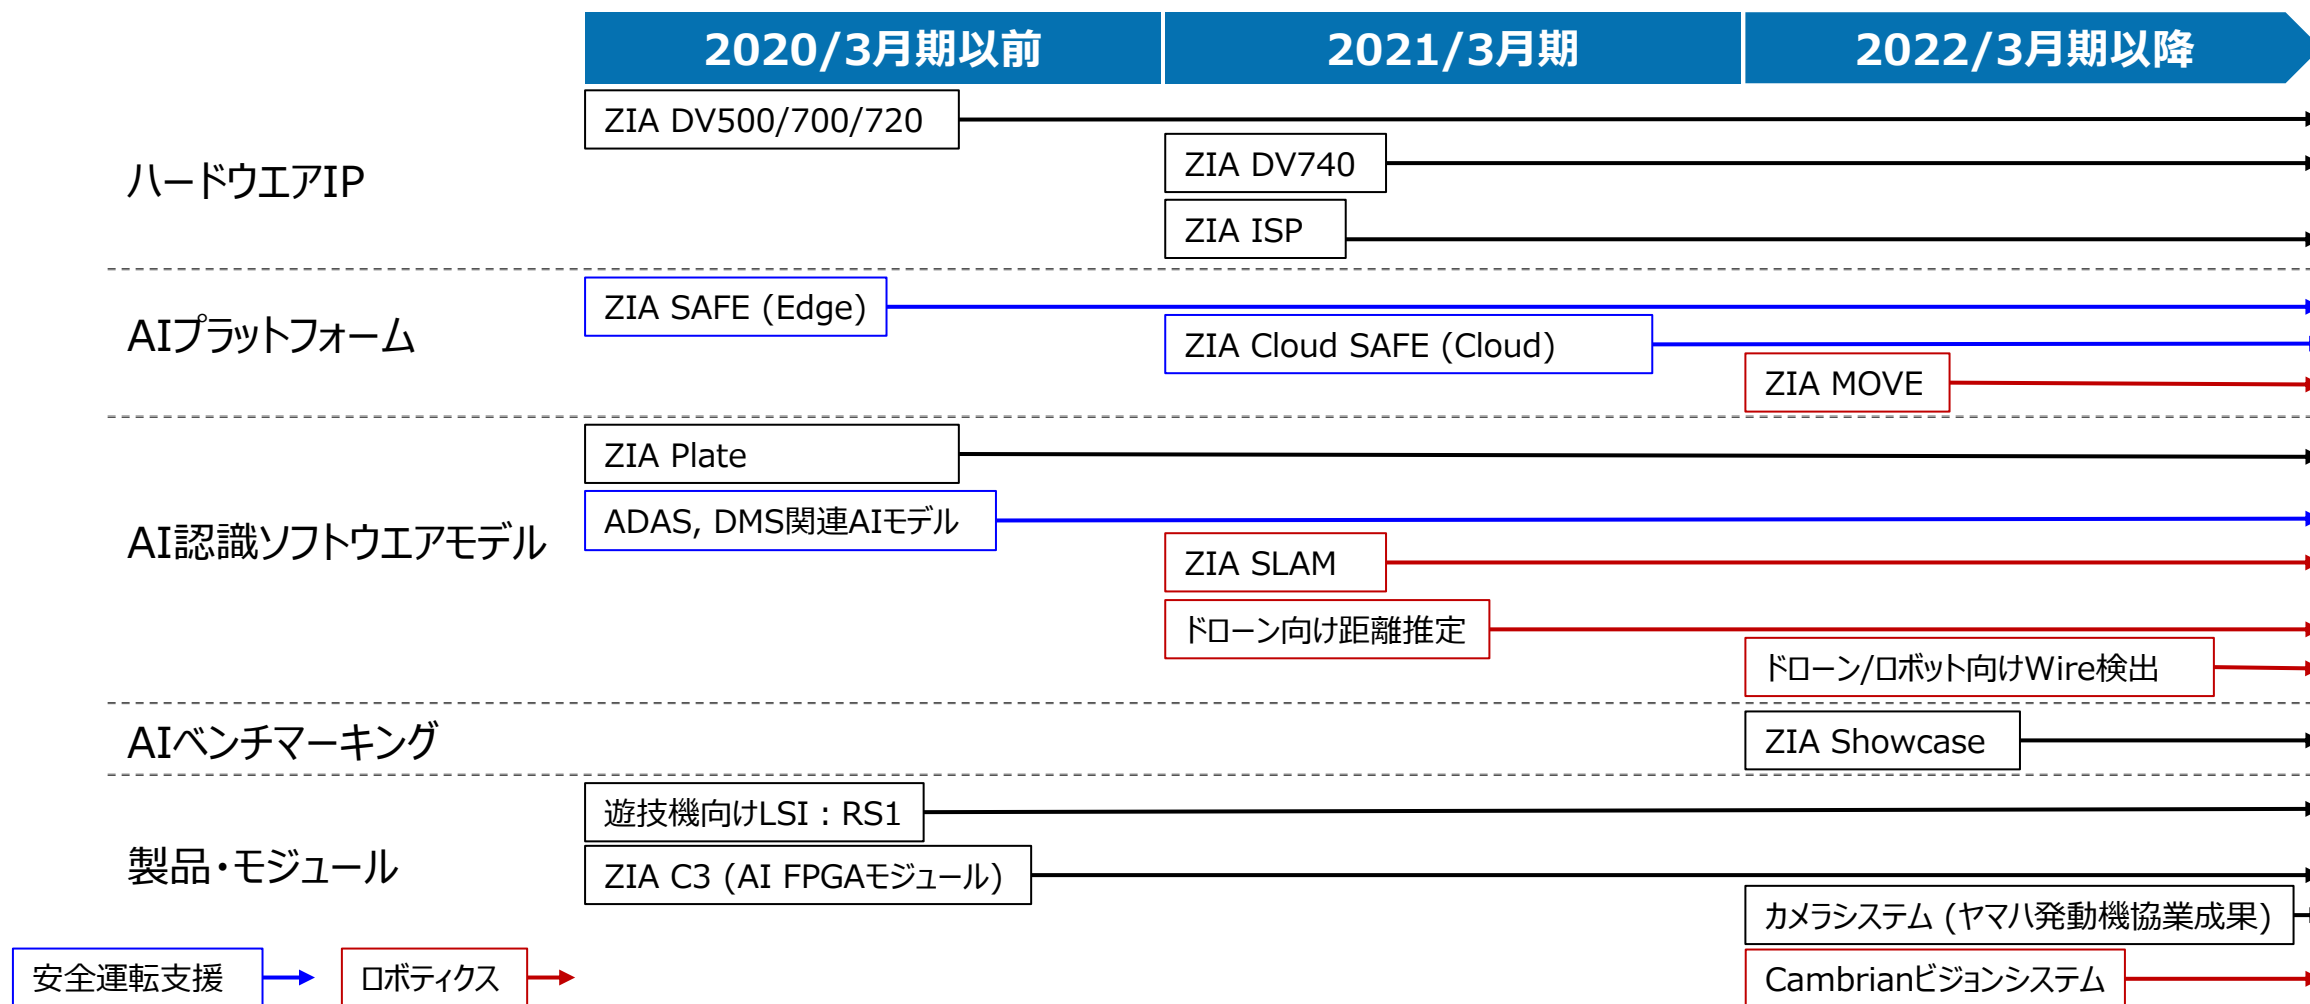 2020/3月期以前
2021/3月期
2022/3月期以降
ハードウエアIP
ZIA DV500/700/720
ZIA DV740
ZIA ISP
AIプラットフォーム
ZIA SAFE (Edge)
ZIA Cloud SAFE (Cloud)
ZIA MOVE
AI認識ソフトウエアモデル
ZIA Plate
ADAS, DMS関連AIモデル
ZIA SLAM
ドローン向け距離推定
ドローン/ロボット向けWire検出
AIベンチマーキング
ZIA Showcase
製品・モジュール
遊技機向けLSI：RS1
ZIA C3 (AI FPGAモジュール)
カメラシステム (ヤマハ発動機協業成果)
Cambrianビジョンシステム
安全運転支援
ロボティクス